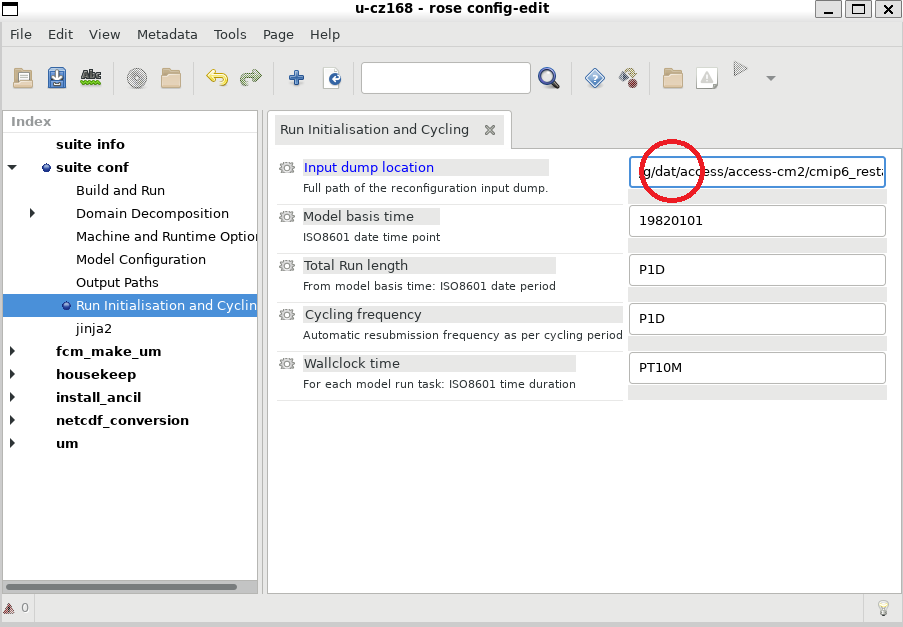 u-cz168 - rose config-edit
File Edit View Metadata Tools Page Help
Abc
Index
suite info
suite conf
Build and Run
Domain Decomposition
Machine and Runtime Optio
Model Configuration
Output Paths
Run Initialisation and Cyclin
jinja2
fcm_make_um
housekeep
install_ancil
netcdf_conversion
um
Run Initialisation and Cycling
Input dump location
Full path of the reconfiguration input dump.
g/dat/access/access-cm2/cmip6_resta
Model basis time
ISO8601 date time point
19820101
Total Run length
From model basis time: ISO8601 date period
P1D
Cycling frequency
Automatic resubmission frequency as per cycling period
P1D
Wallclock time
For each model run task: ISO8601 time duration
PT10M
0